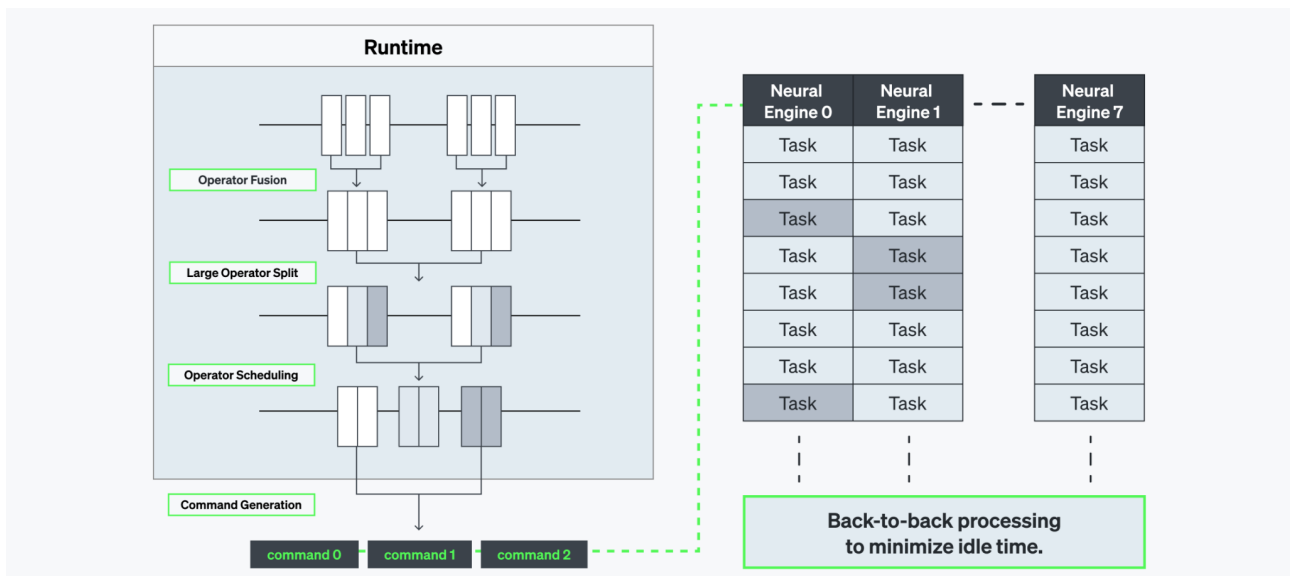 Runtime
Operator Fusion
Large Operator Split
Operator Scheduling
Command Generation
command 0
command 1
command 2
Neural
Engine 0
Neural
Engine 1
Neural
Engine 7
Task Task Task
Task Task Task
Task Task Task
Task Task Task
Task Task Task
Task Task Task
Task Task Task
Task Task Task
Back-to-back processing
to minimize idle time.